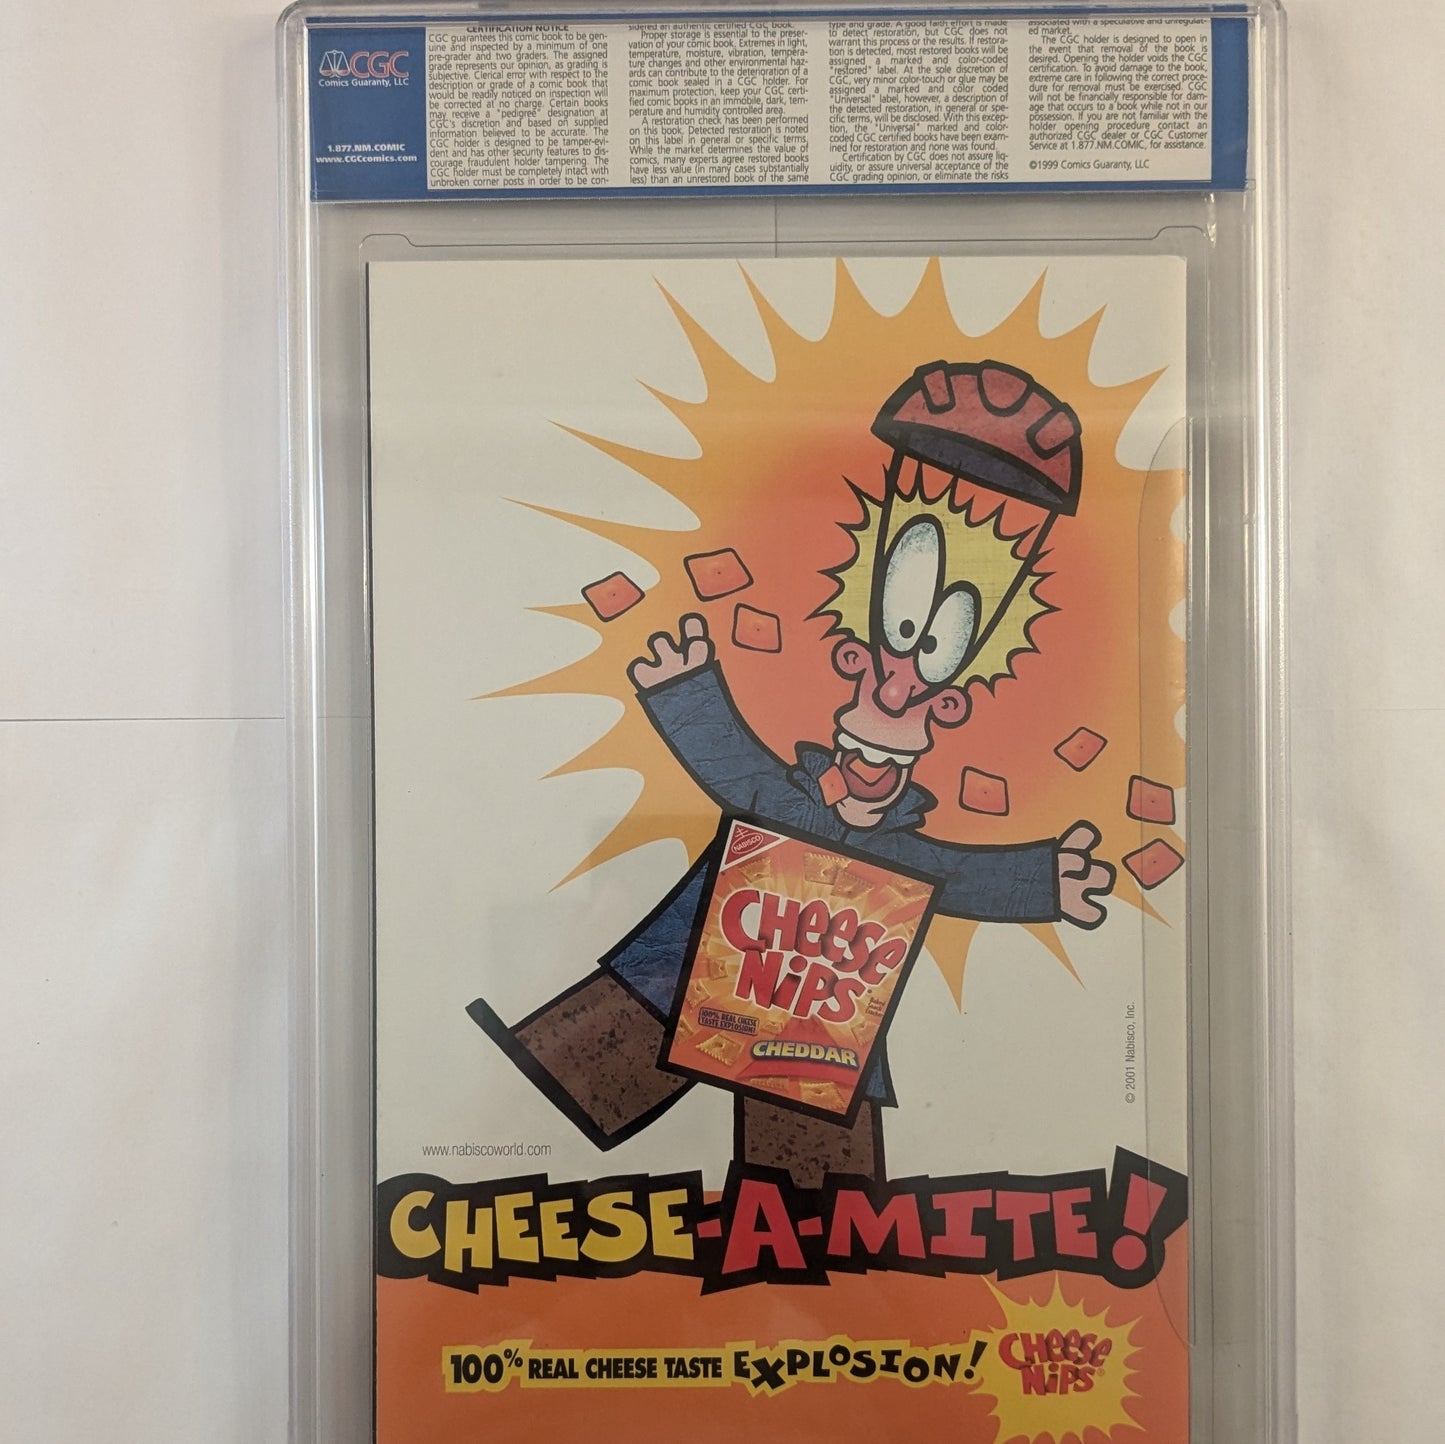 CGC
Comics Guaranty, LLC
1.877.NM.COMIC
www.CGCcomics.com
CERTIFICATION NOTICE
CGC guarantees this comic book to be gen-
uine and inspected by a minimum of one
pre-grader and two graders. The assigned
grade represents our opinion, as grading is
subjective. Clerical error with respect to the
description or grade of a comic book that
would be readily noticed on inspection will
be corrected at no charge. Certain books
may receive a "pedigree" designation at
CGC's discretion and based on supplied
information believed to be accurate. The
CGC holder is designed to be tamper-evi-
dent and has other security features to dis-
courage fraudulent holder tampering. The
CGC holder must be completely intact with
unbroken corner posts in order to be con-
sidered an authentic certified CGC book.
Proper storage is essential to the preser-
vation of your comic book. Extremes in light,
temperature, moisture, vibration, tempera-
ture changes and other environmental haz-
ards can contribute to the deterioration of a
comic book sealed in a CGC holder. For
maximum protection, keep your CGC certi-
fied comic books in an immobile, dark, tem-
perature and humidity controlled area.
A restoration check has been performed
on this book. Detected restoration is noted
on this label in general or specific terms.
While the market determines the value of
comics, many experts agree restored books
have less value (in many cases substantially
less) than an unrestored book of the same
type and grade. A good faith effort is made
to detect restoration, but CGC does not
warrant this process or the results. If restora-
tion is detected, most restored books will be
assigned a marked and color-coded
"restored" label. At the sole discretion of
CGC, very minor color-touch or glue may be
assigned a marked and color coded
"Universal" label, however, a description of
the detected restoration, in general or spe-
cific terms, will be disclosed. With this excep-
tion, the "Universal" marked and color-
coded CGC certified books have been exam-
ined for restoration and none was found.
Certification by CGC does not assure liq-
uidity, or assure universal acceptance of the
CGC grading opinion, or eliminate the risks
associated with a speculative and unregulat-
ed market.
The CGC holder is designed to open in
the event that removal of the book is
desired. Opening the holder voids the CGC
certification. To avoid damage to the book,
extreme care in following the correct proce-
dure for removal must be exercised. CGC
will not be financially responsible for dam-
age that occurs to a book while not in our
possession. If you are not familiar with the
holder opening procedure contact an
authorized CGC dealer or CGC Customer
Service at 1.877.NM.COMIC, for assistance.
©1999 Comics Guaranty, LLC
NABISCO
CHEESE
NiPS
Baked
Snack
Crackers
100% REAL CHEESE
TASTE EXPLOSION!
CHEDDAR
© 2001 Nabisco, Inc.
www.nabiscoworld.com
CHEESE-A-MITE!
100% REAL CHEESE TASTE EXPLOSION!
CHEESE
NiPS®